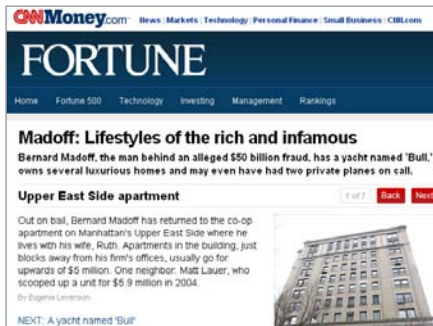 CNNMoney.com News | Markets | Technology | Personal Finance | Small Business | CNN.com
FORTUNE
Home Fortune 500 Technology Investing Management Rankings
Madoff: Lifestyles of the rich and infamous
Bernard Madoff, the man behind an alleged $50 billion fraud, has a yacht named 'Bull,'
owns several luxurious homes and may even have had two private planes on call.
Upper East Side apartment 1 of 7 Back Next
Out on bail, Bernard Madoff has returned to the co-op
apartment on Manhattan's Upper East Side where he
lives with his wife, Ruth. Apartments in the building, just
blocks away from his firm's offices, usually go for
upwards of $5 million. One neighbor: Matt Lauer, who
scooped up a unit for $5.9 million in 2004.
By Eugenia Levenson
NEXT: A yacht named 'Bull'